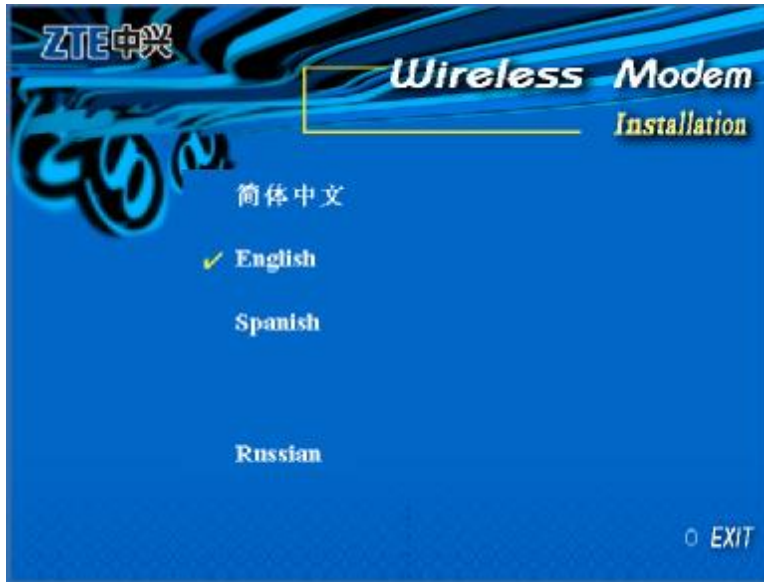 ZTE中兴
Wireless Modem
Installation
简体中文
English
Spanish
Russian
EXIT